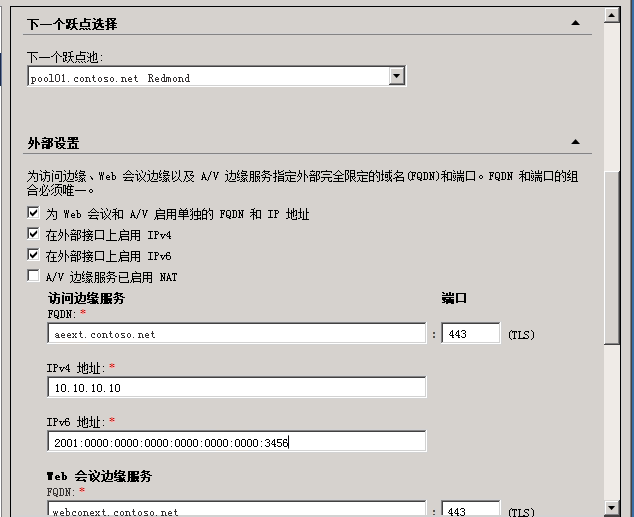 下一个跃点选择
下一个跃点池:
pool01.contoso.net Redmond
外部设置
为访问边缘、Web 会议边缘以及 A/V 边缘服务指定外部完全限定的域名(FQDN)和端口。FQDN 和端口的组
合必须唯一。
为 Web 会议和 A/V 启用单独的 FQDN 和 IP 地址
在外部接口上启用 IPv4
在外部接口上启用 IPv6
A/V 边缘服务已启用 NAT
访问边缘服务 端口
FQDN: *
aeext.contoso.net : 443 (TLS)
IPv4 地址: *
10.10.10.10
IPv6 地址: *
2001:0000:0000:0000:0000:0000:0000:3456
Web 会议边缘服务
FQDN: *
webconext.contoso.net : 443 (TLS)